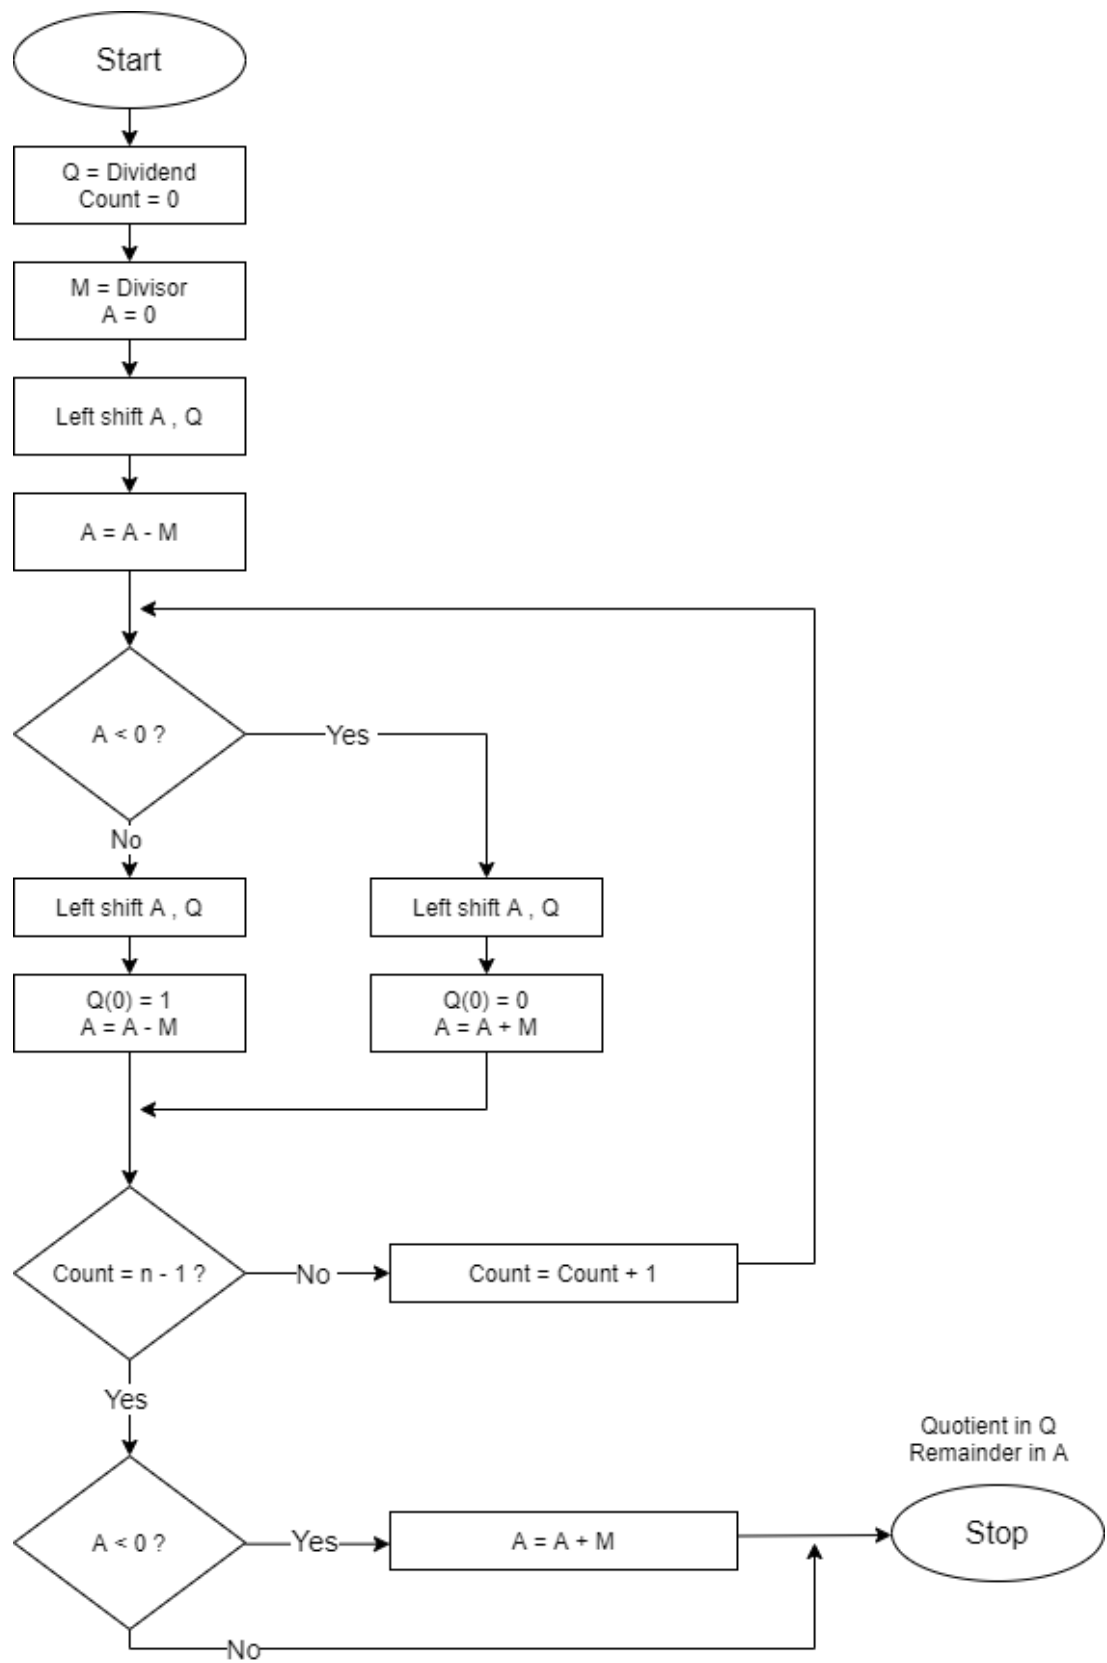 Start
Q = Dividend
Count = 0
M = Divisor
A = 0
Left shift A , Q
A = A - M
A < 0 ?
Yes
No
Left shift A , Q
Left shift A , Q
Q(0) = 1
A = A - M
Q(0) = 0
A = A + M
Count = n - 1 ?
No
Count = Count + 1
Yes
Quotient in Q
Remainder in A
A < 0 ?
Yes
A = A + M
Stop
No